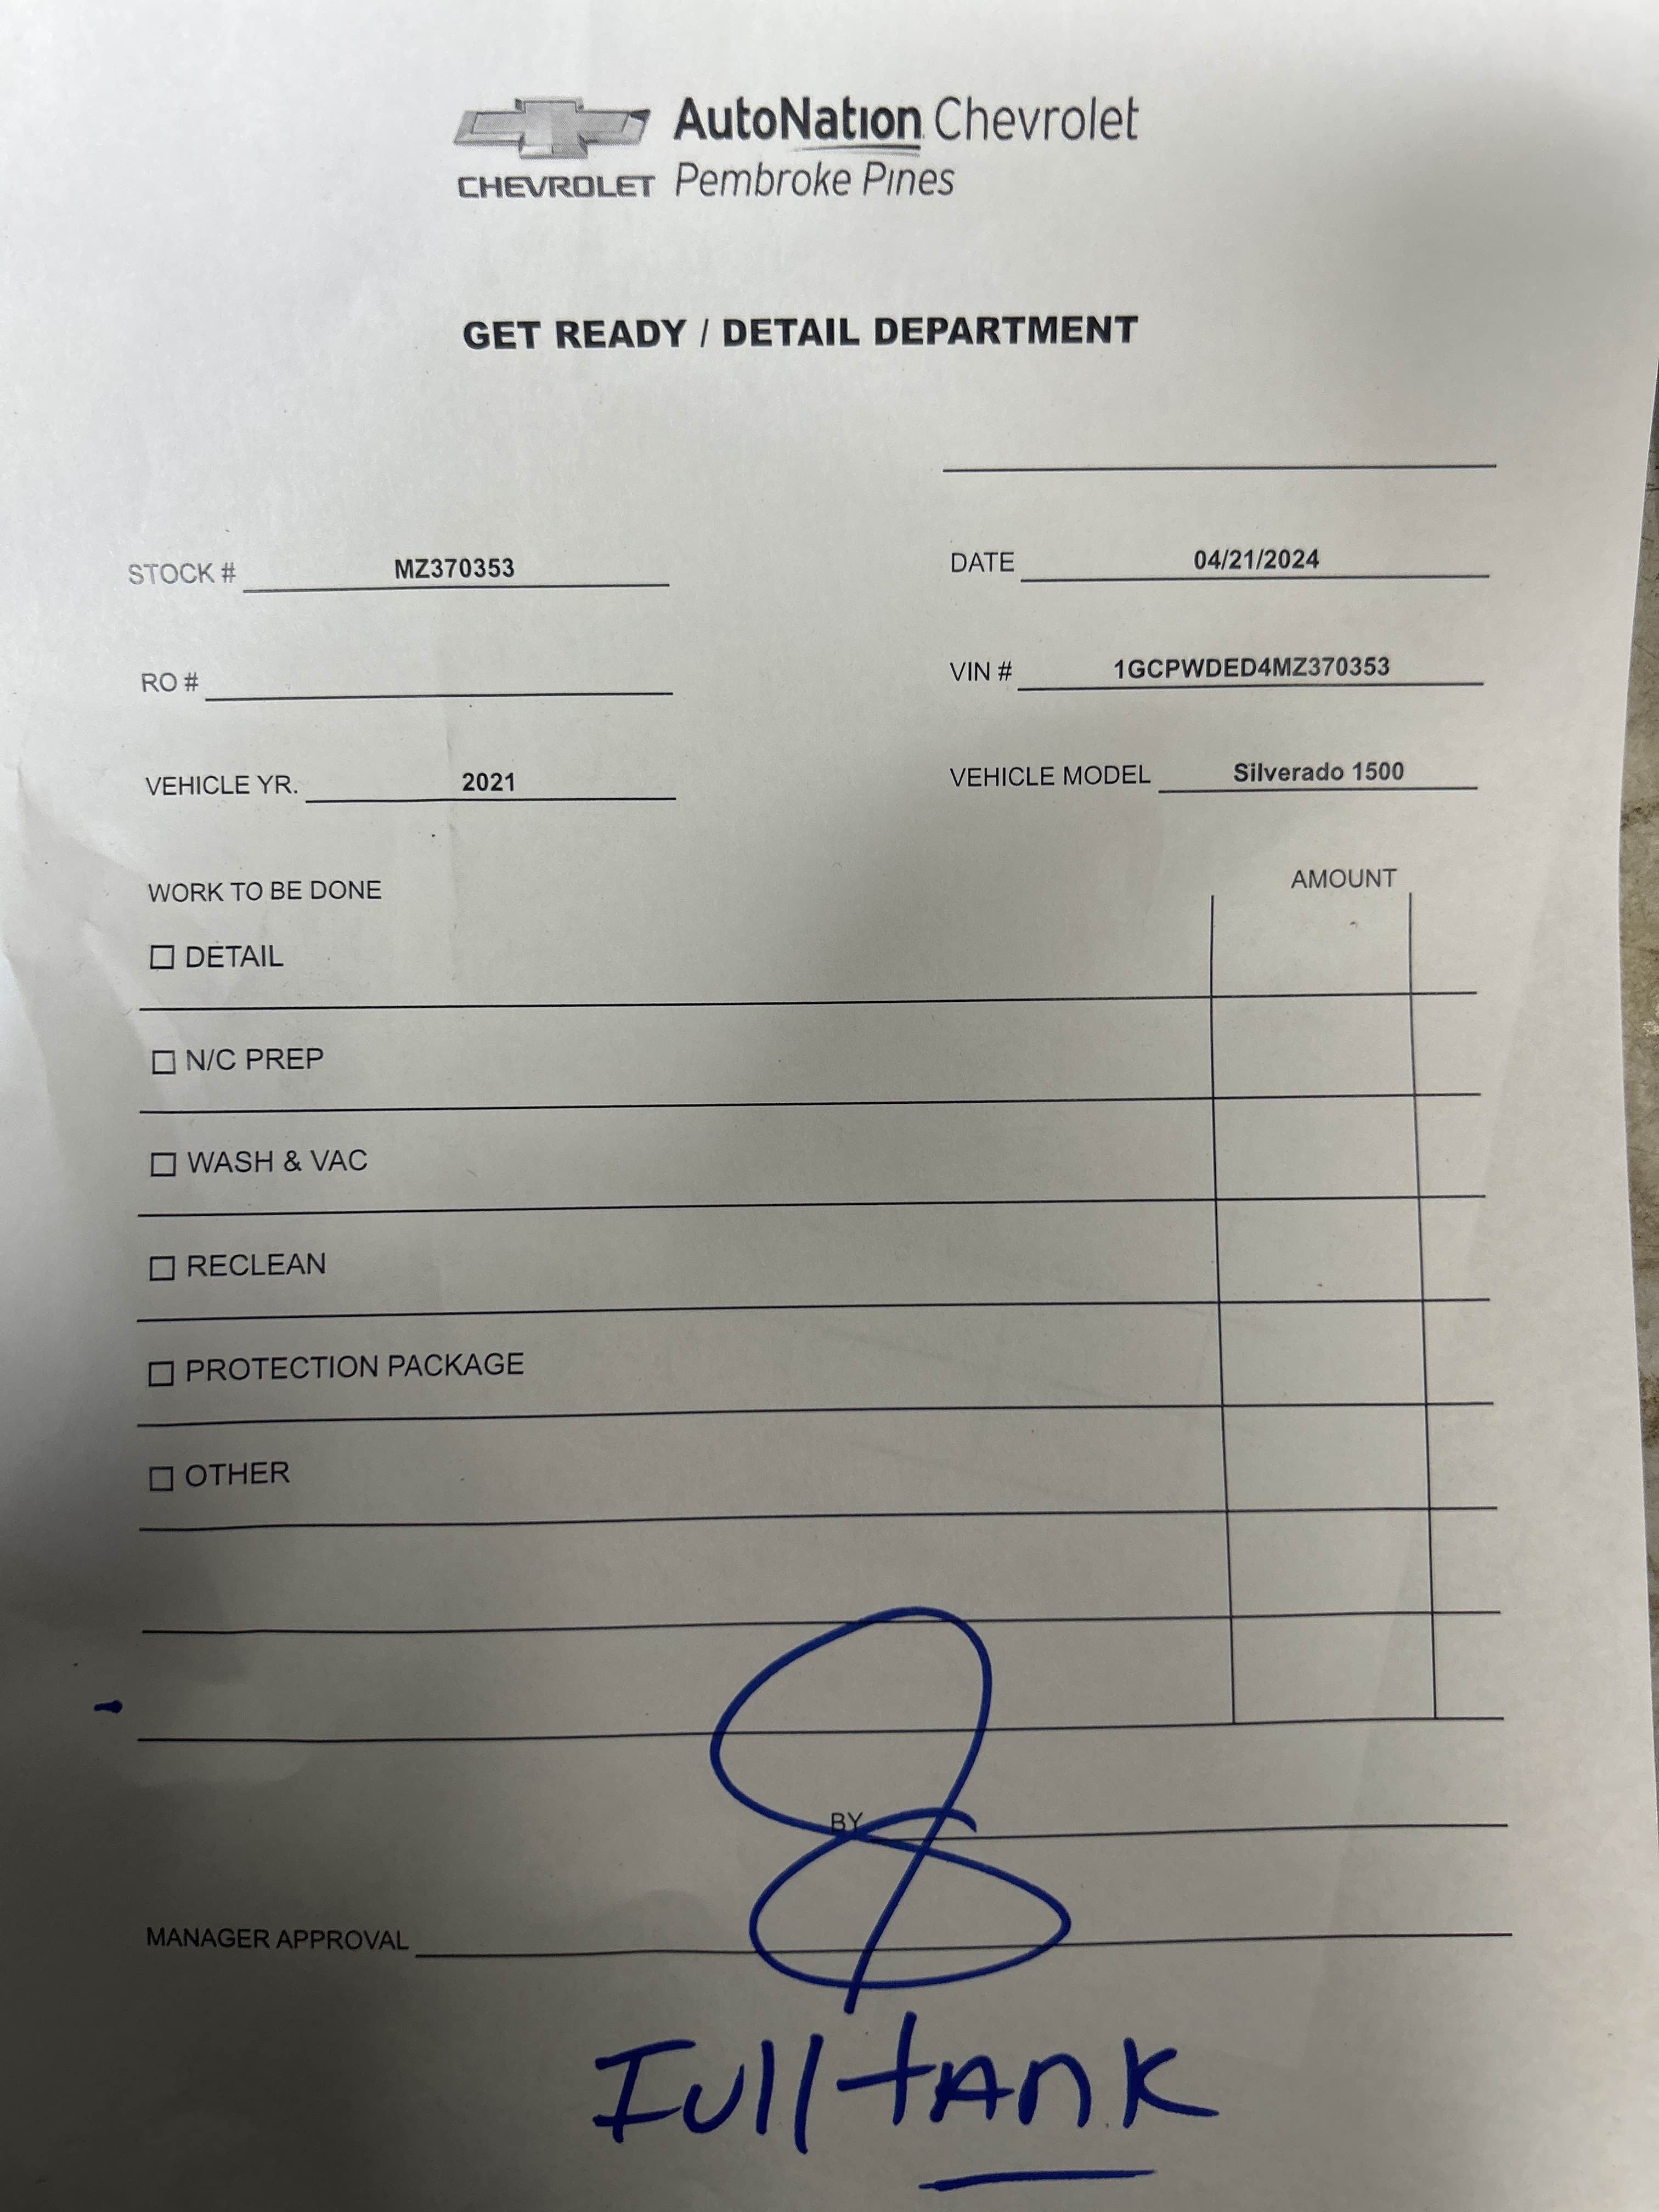 AutoNation Chevrolet
CHEVROLET Pembroke Pines
GET READY / DETAIL DEPARTMENT
STOCK # MZ370353 DATE 04/21/2024
RO # VIN # 1GCPWDED4MZ370353
VEHICLE YR. 2021 VEHICLE MODEL Silverado 1500
WORK TO BE DONE AMOUNT
DETAIL
N/C PREP
WASH & VAC
RECLEAN
PROTECTION PACKAGE
OTHER
BY
MANAGER APPROVAL
Full tank